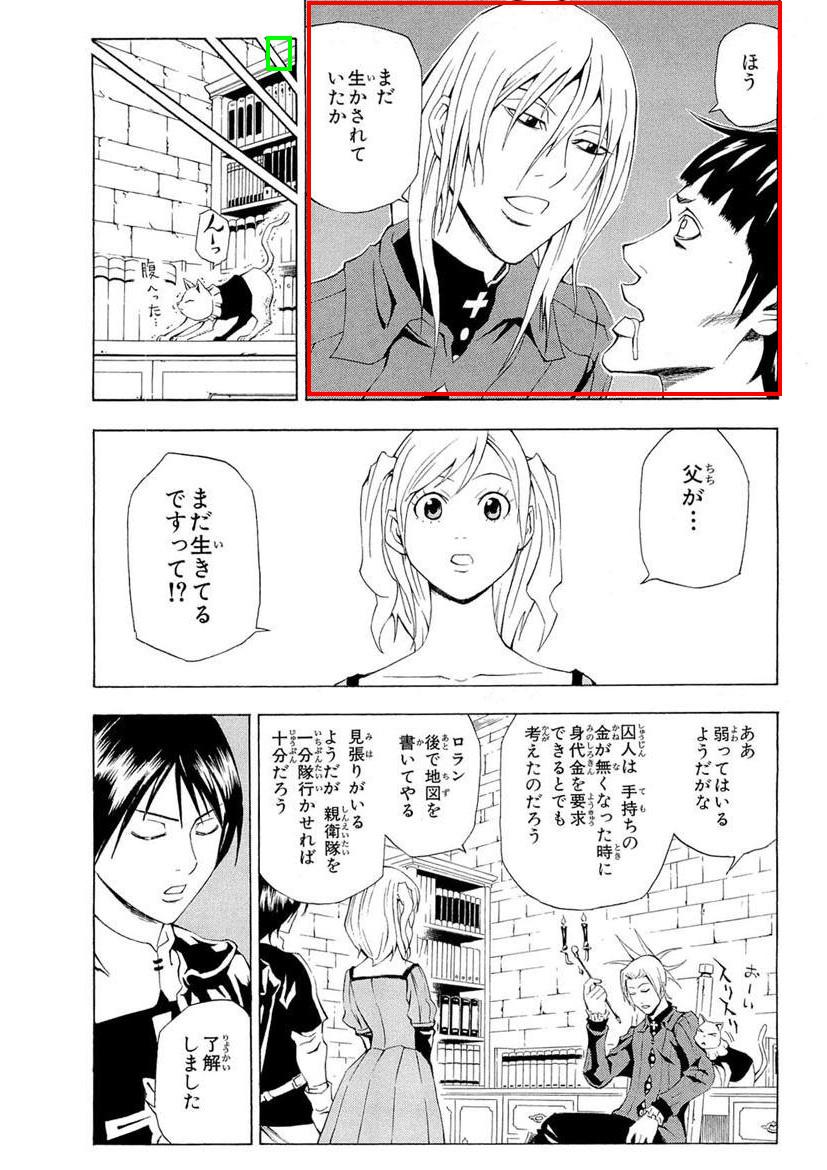 ほう
まだ
生かされて
いたか
んーっ
腹へった…
父が…
まだ生きてる
ですって!?
ああ
弱ってはいる
ようだがな
囚人は 手持ちの
金が無くなった時に
身代金を要求
できるとでも
考えたのだろう
ロラン
後で地図を
書いてやる
見張りがいる
ようだが 親衛隊を
一分隊行かせれば
十分だろう
おーい
スリスリ
了解
しました